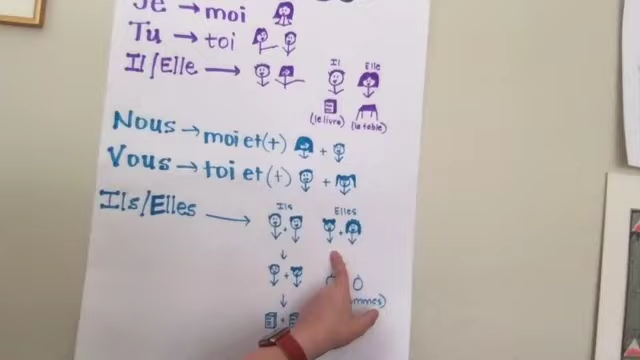 Je → moi
Tu → toi
Il/Elle →
Il Elle
(le livre) (la table)
Nous → moi et (+) +
Vous → toi et (+) +
Ils/Elles →
Ils Elles
+ +
+
+